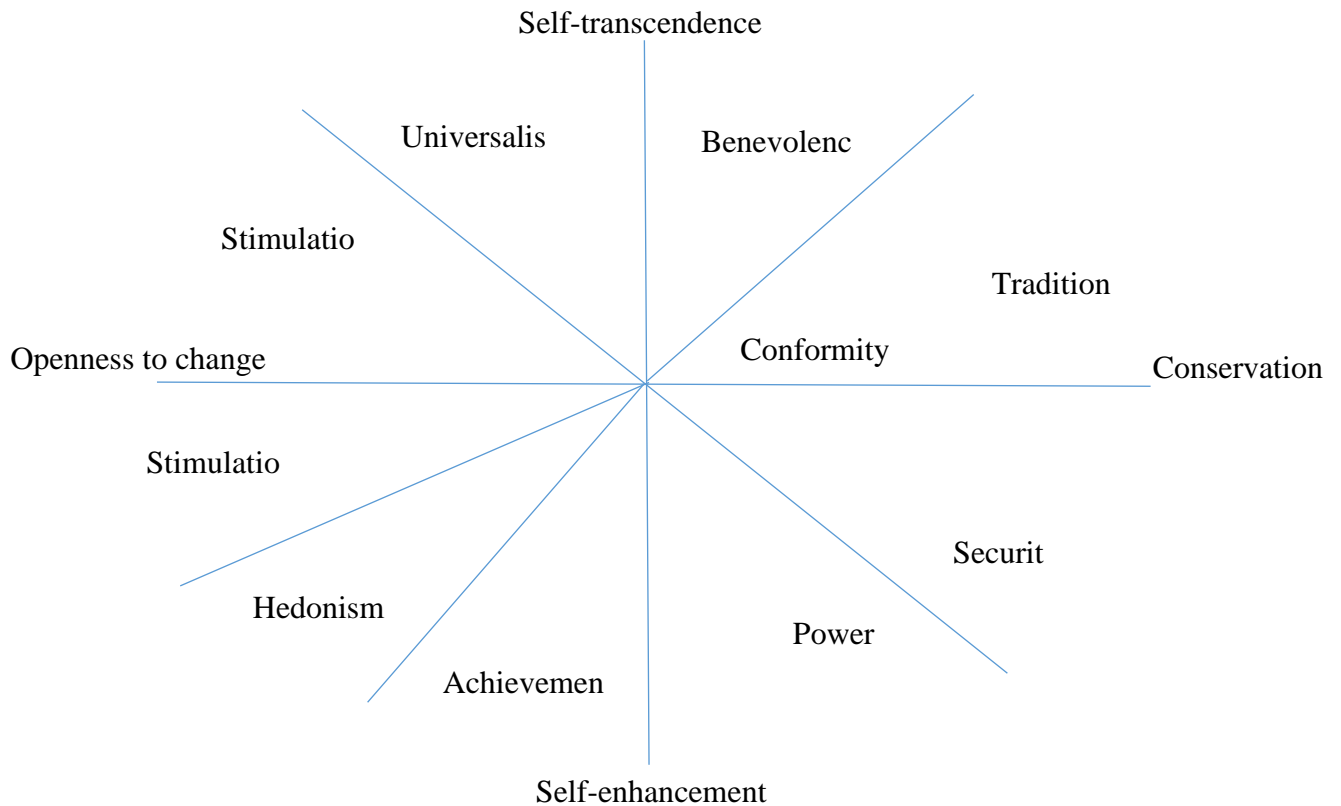 Self-transcendence
Universalis
Benevolenc
Stimulatio
Tradition
Conformity
Openness to change
Conservation
Stimulatio
Securit
Hedonism
Power
Achievemen
Self-enhancement